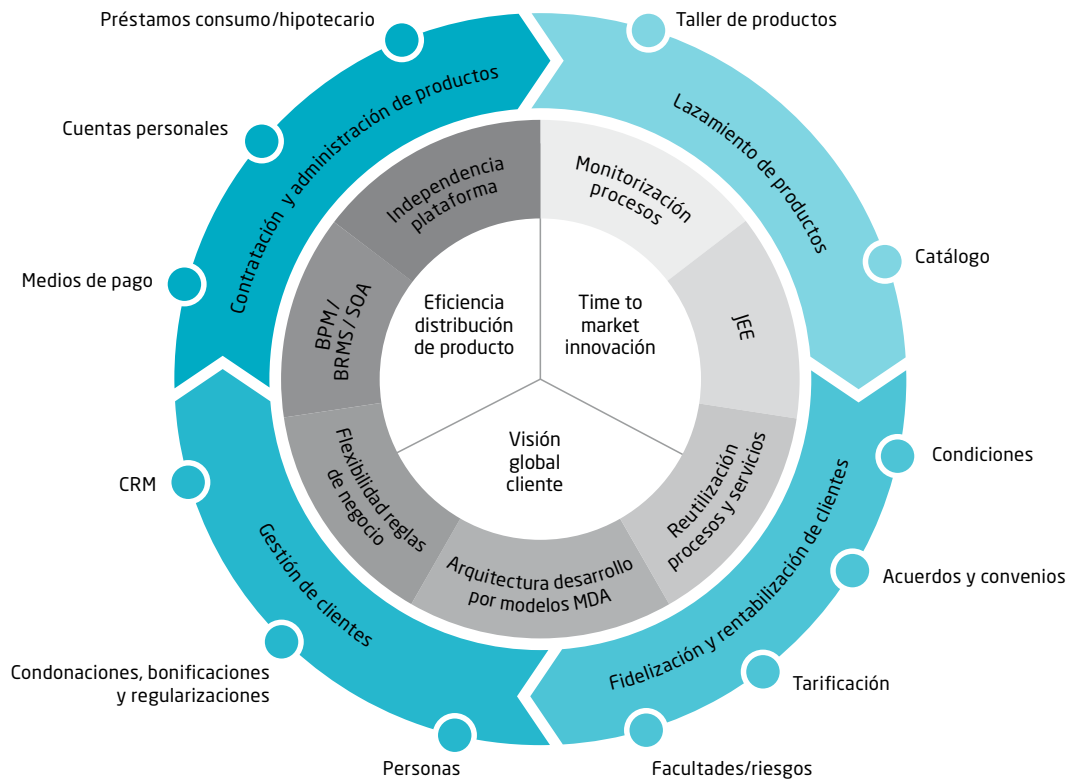 Préstamos consumo/hipotecario
Taller de productos
Cuentas personales
Catálogo
Medios de pago
Condiciones
CRM
Acuerdos y convenios
Condonaciones, bonificaciones
y regularizaciones
Tarificación
Personas
Facultades/riesgos
Contratación y administración de productos
Lazamiento de productos
Fidelización y rentabilización de clientes
Gestión de clientes
Independencia
plataforma
Monitorización
procesos
BPM/
BRMS/SOA
JEE
Flexibilidad reglas
de negocio
Reutilización
procesos y servicios
Arquitectura desarrollo
por modelos MDA
Eficiencia
distribución
de producto
Time to
market
innovación
Visión
global
cliente